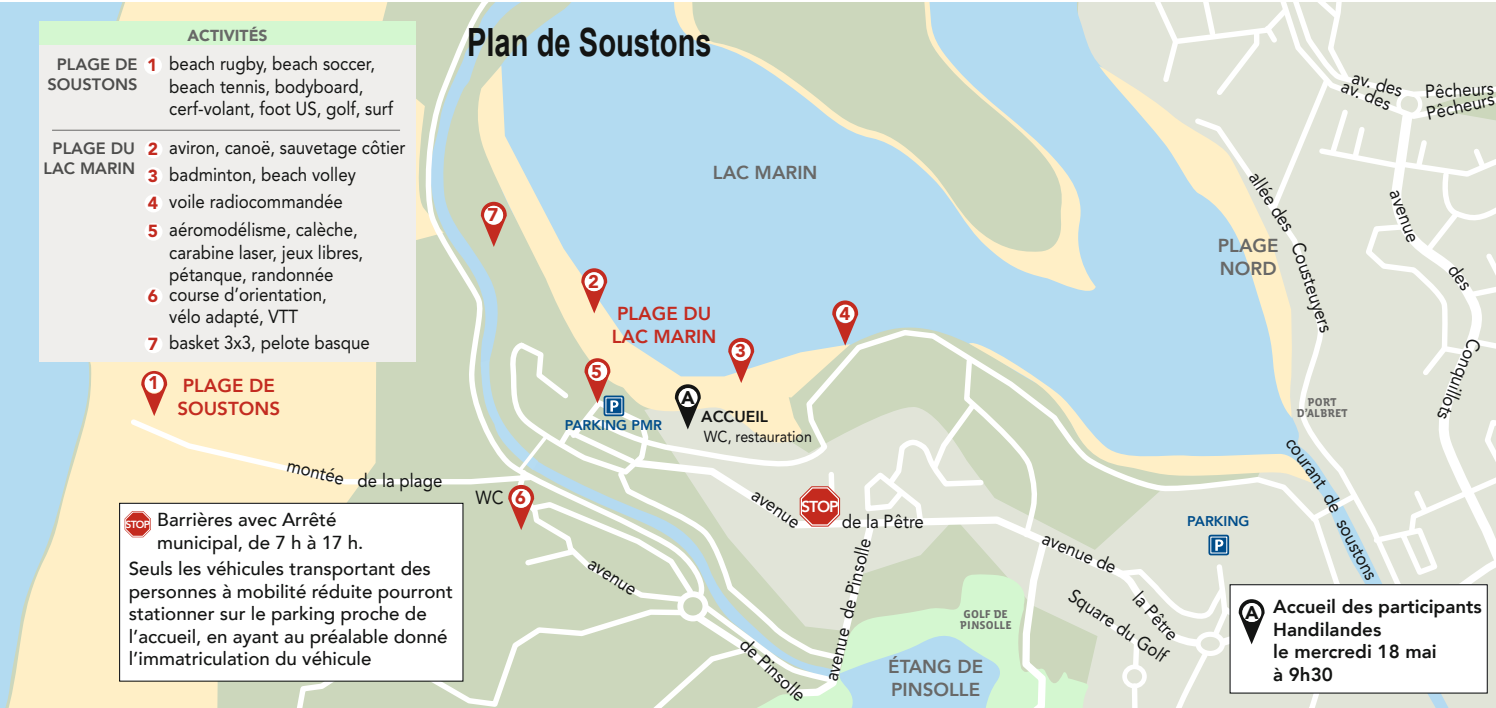 Plan de Soustons
ACTIVITÉS
PLAGE DE
SOUSTONS
1 beach rugby, beach soccer,
beach tennis, bodyboard,
cerf-volant, foot US, golf, surf
PLAGE DU
LAC MARIN
2 aviron, canoë, sauvetage côtier
3 badminton, beach volley
4 voile radiocommandée
5 aéromodélisme, calèche,
carabine laser, jeux libres,
pétanque, randonnée
6 course d'orientation,
vélo adapté, VTT
7 basket 3x3, pelote basque
1
PLAGE DE
SOUSTONS
montée de la plage
STOP Barrières avec Arrêté
municipal, de 7 h à 17 h.
Seuls les véhicules transportant des
personnes à mobilité réduite pourront
stationner sur le parking proche de
l'accueil, en ayant au préalable donné
l'immatriculation du véhicule
LAC MARIN
7
2
PLAGE DU
LAC MARIN
4
3
5
P
PARKING PMR
A
ACCUEIL
WC, restauration
WC
6
avenue
de Pinsolle
avenue
STOP
de la Pêtre
avenue de Pinsolle
ÉTANG DE
PINSOLLE
GOLF DE
PINSOLLE
avenue de
la Pêtre
Square du Golf
PARKING
P
PLAGE
NORD
allée des Cousteuyers
av. des Pêcheurs
av. des Pêcheurs
avenue des Conquillots
PORT
D'ALBRET
courant de soustons
A
Accueil des participants
Handilandes
le mercredi 18 mai
à 9h30